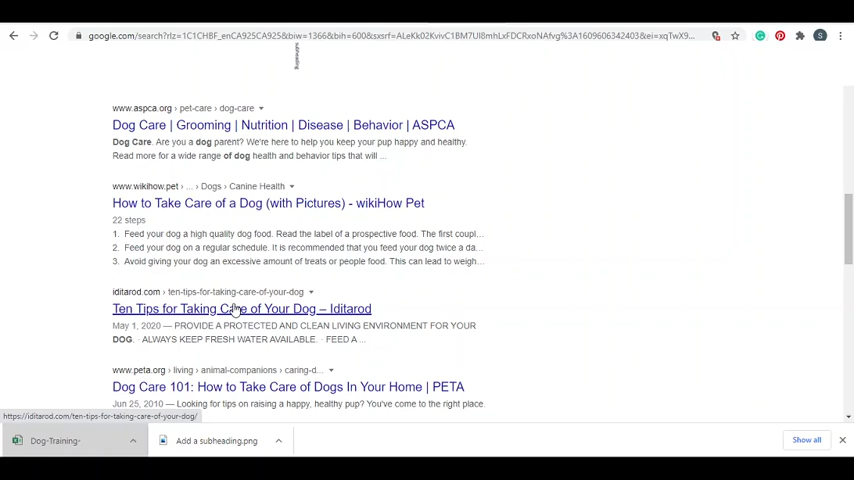 google.com/search?rlz=1C1CHBF_enCA925CA925&biw=1366&bih=600&sxsrf=ALeKk02KvivC1BM7Ul8mhLxFDCRxoNAfvg%3A1609606342403&ei=xqTwX9...
S
subheading
www.aspca.org › pet-care › dog-care
Dog Care | Grooming | Nutrition | Disease | Behavior | ASPCA
Dog Care. Are you a dog parent? We're here to help you keep your pup happy and healthy.
Read more for a wide range of dog health and behavior tips that will ...
www.wikihow.pet › ... › Dogs › Canine Health
How to Take Care of a Dog (with Pictures) - wikiHow Pet
22 steps
1. Feed your dog a high quality dog food. Read the label of a prospective food. The first coupl...
2. Feed your dog on a regular schedule. It is recommended that you feed your dog twice a da...
3. Avoid giving your dog an excessive amount of treats or people food. This can lead to weigh...
iditarod.com › ten-tips-for-taking-care-of-your-dog
Ten Tips for Taking Care of Your Dog – Iditarod
May 1, 2020 — PROVIDE A PROTECTED AND CLEAN LIVING ENVIRONMENT FOR YOUR
DOG. · ALWAYS KEEP FRESH WATER AVAILABLE. · FEED A ...
www.peta.org › living › animal-companions › caring-d...
Dog Care 101: How to Take Care of Dogs In Your Home | PETA
Jun 25, 2010 — Looking for tips on raising a happy, healthy pup? You've come to the right place.
https://iditarod.com/ten-tips-for-taking-care-of-your-dog/
Dog-Training-
Add a subheading.png
Show all